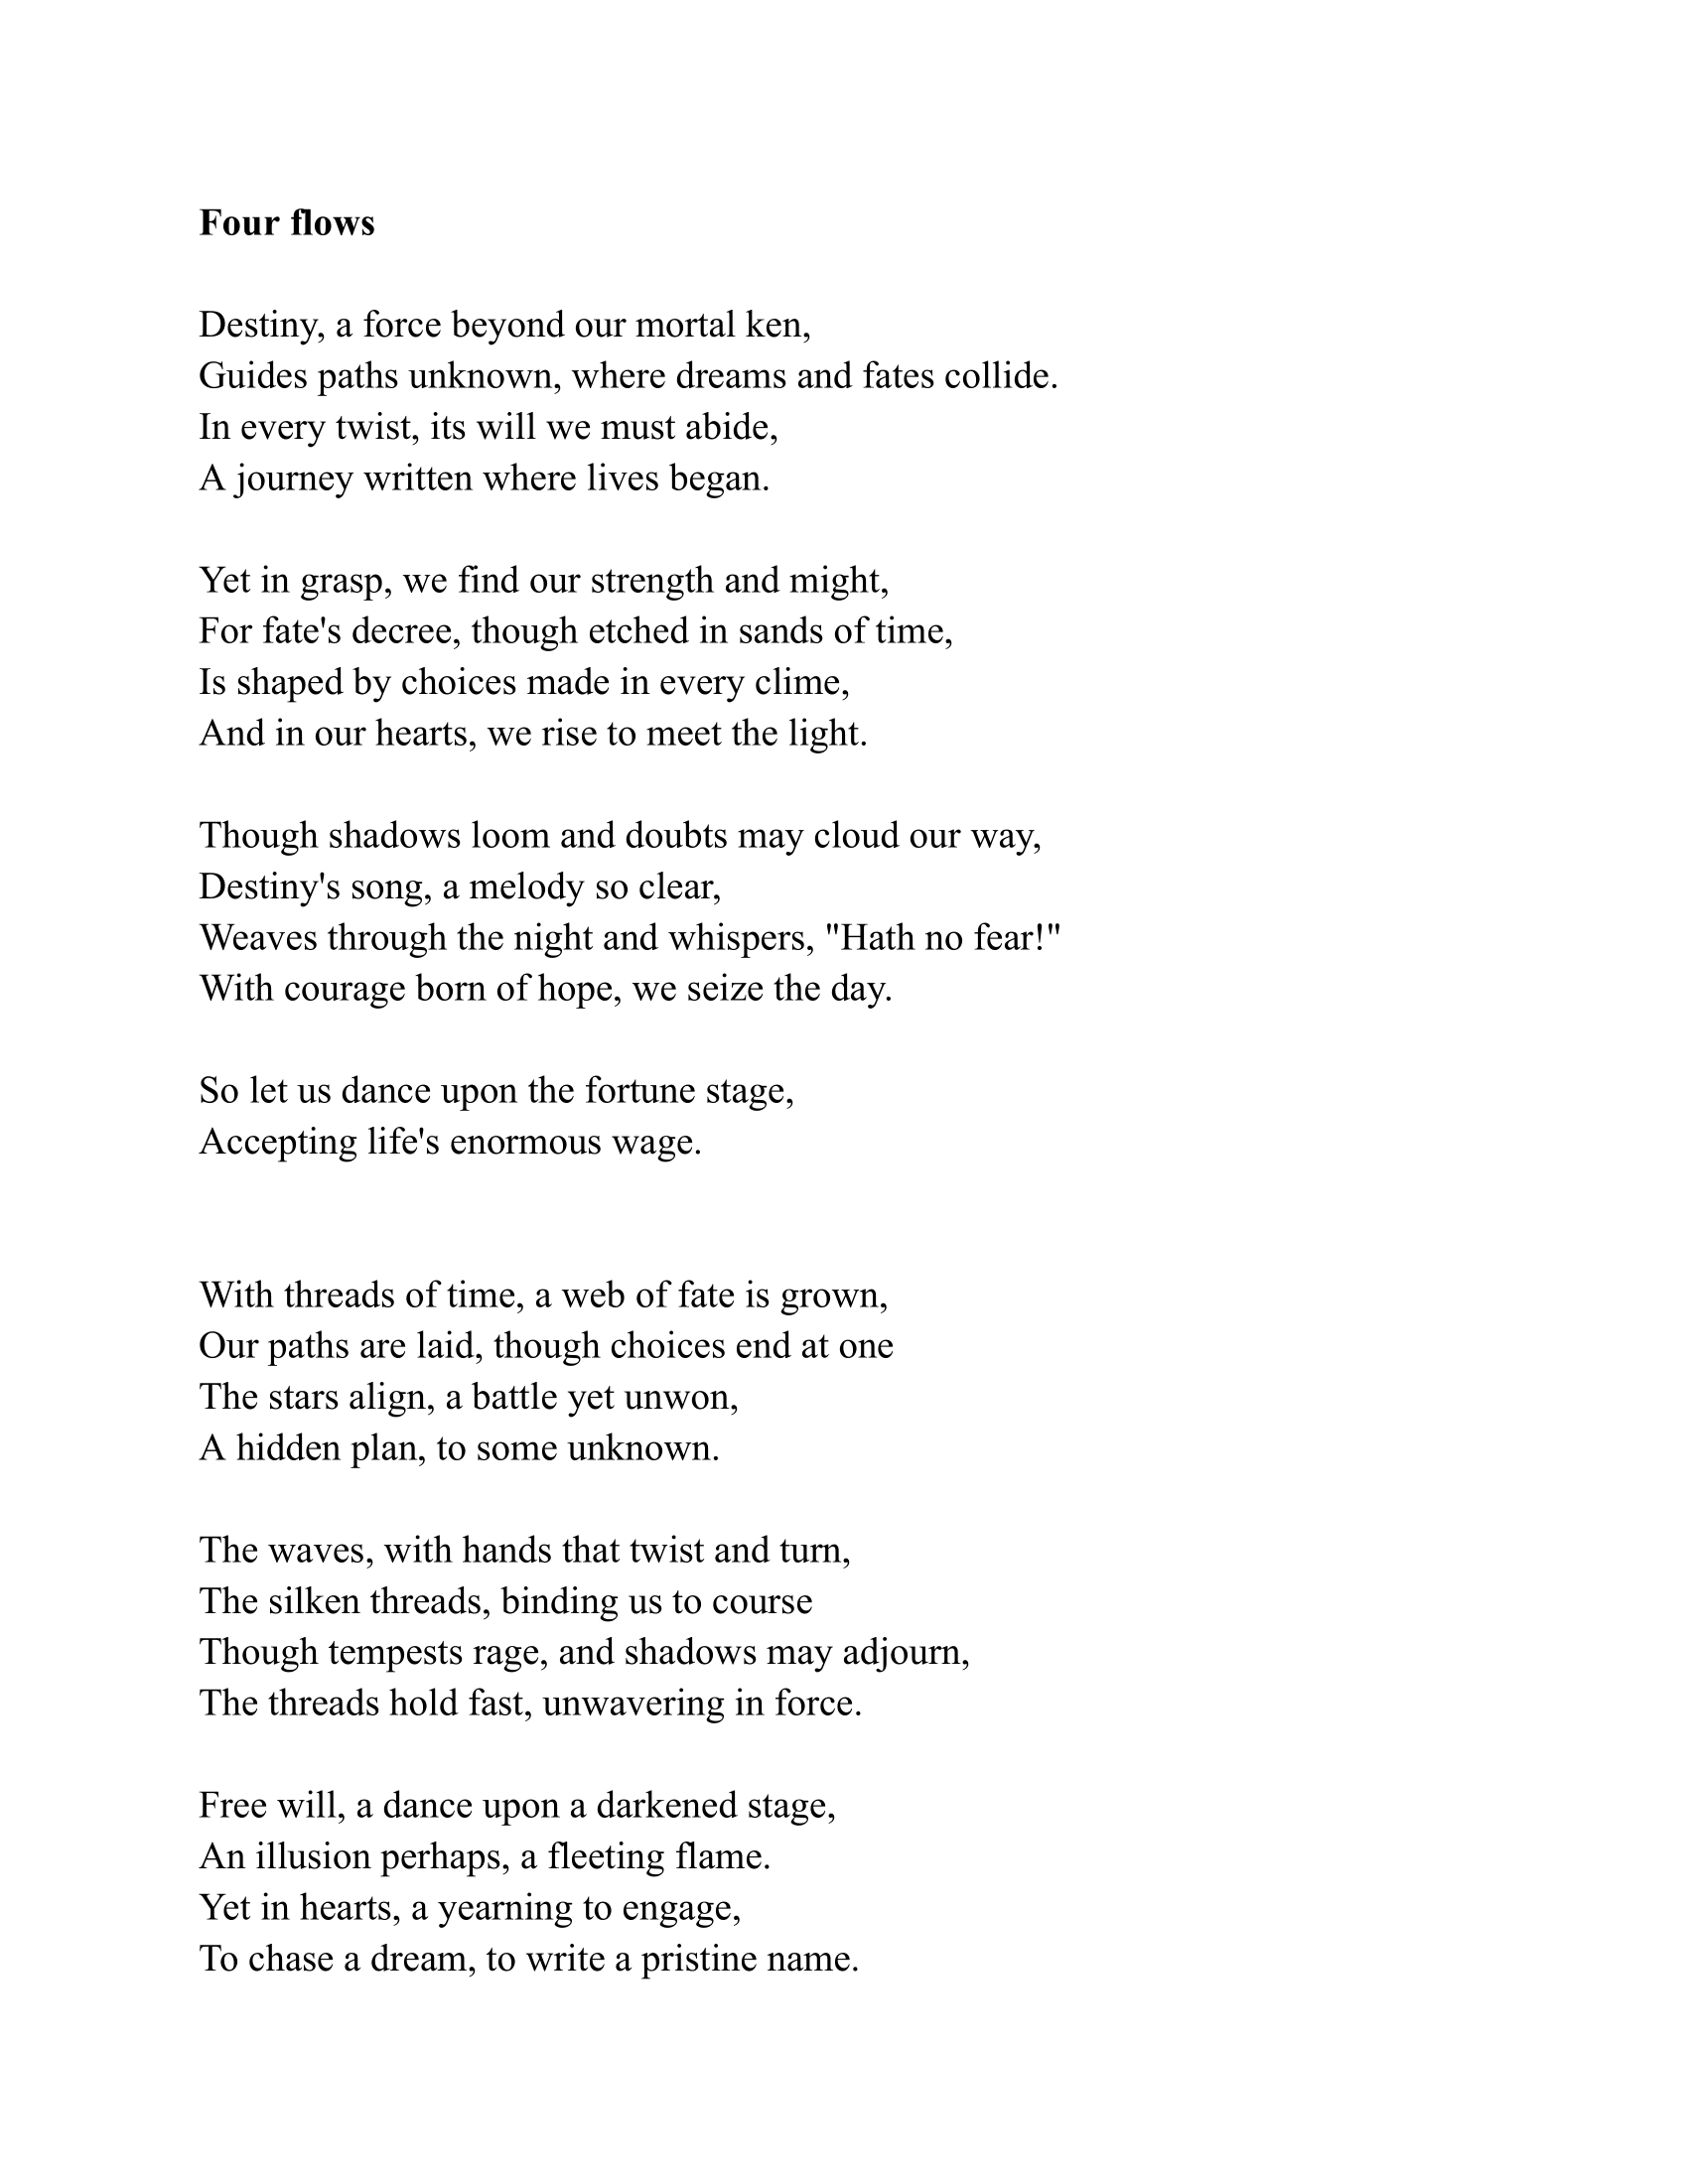 Four flows
Destiny, a force beyond our mortal ken,
Guides paths unknown, where dreams and fates collide.
In every twist, its will we must abide,
A journey written where lives began.
Yet in grasp, we find our strength and might,
For fate's decree, though etched in sands of time,
Is shaped by choices made in every clime,
And in our hearts, we rise to meet the light.
Though shadows loom and doubts may cloud our way,
Destiny's song, a melody so clear,
Weaves through the night and whispers, "Hath no fear!"
With courage born of hope, we seize the day.
So let us dance upon the fortune stage,
Accepting life's enormous wage.
With threads of time, a web of fate is grown,
Our paths are laid, though choices end at one
The stars align, a battle yet unwon,
A hidden plan, to some unknown.
The waves, with hands that twist and turn,
The silken threads, binding us to course
Though tempests rage, and shadows may adjourn,
The threads hold fast, unwavering in force.
Free will, a dance upon a darkened stage,
An illusion perhaps, a fleeting flame.
Yet in hearts, a yearning to engage,
To chase a dream, to write a pristine name.